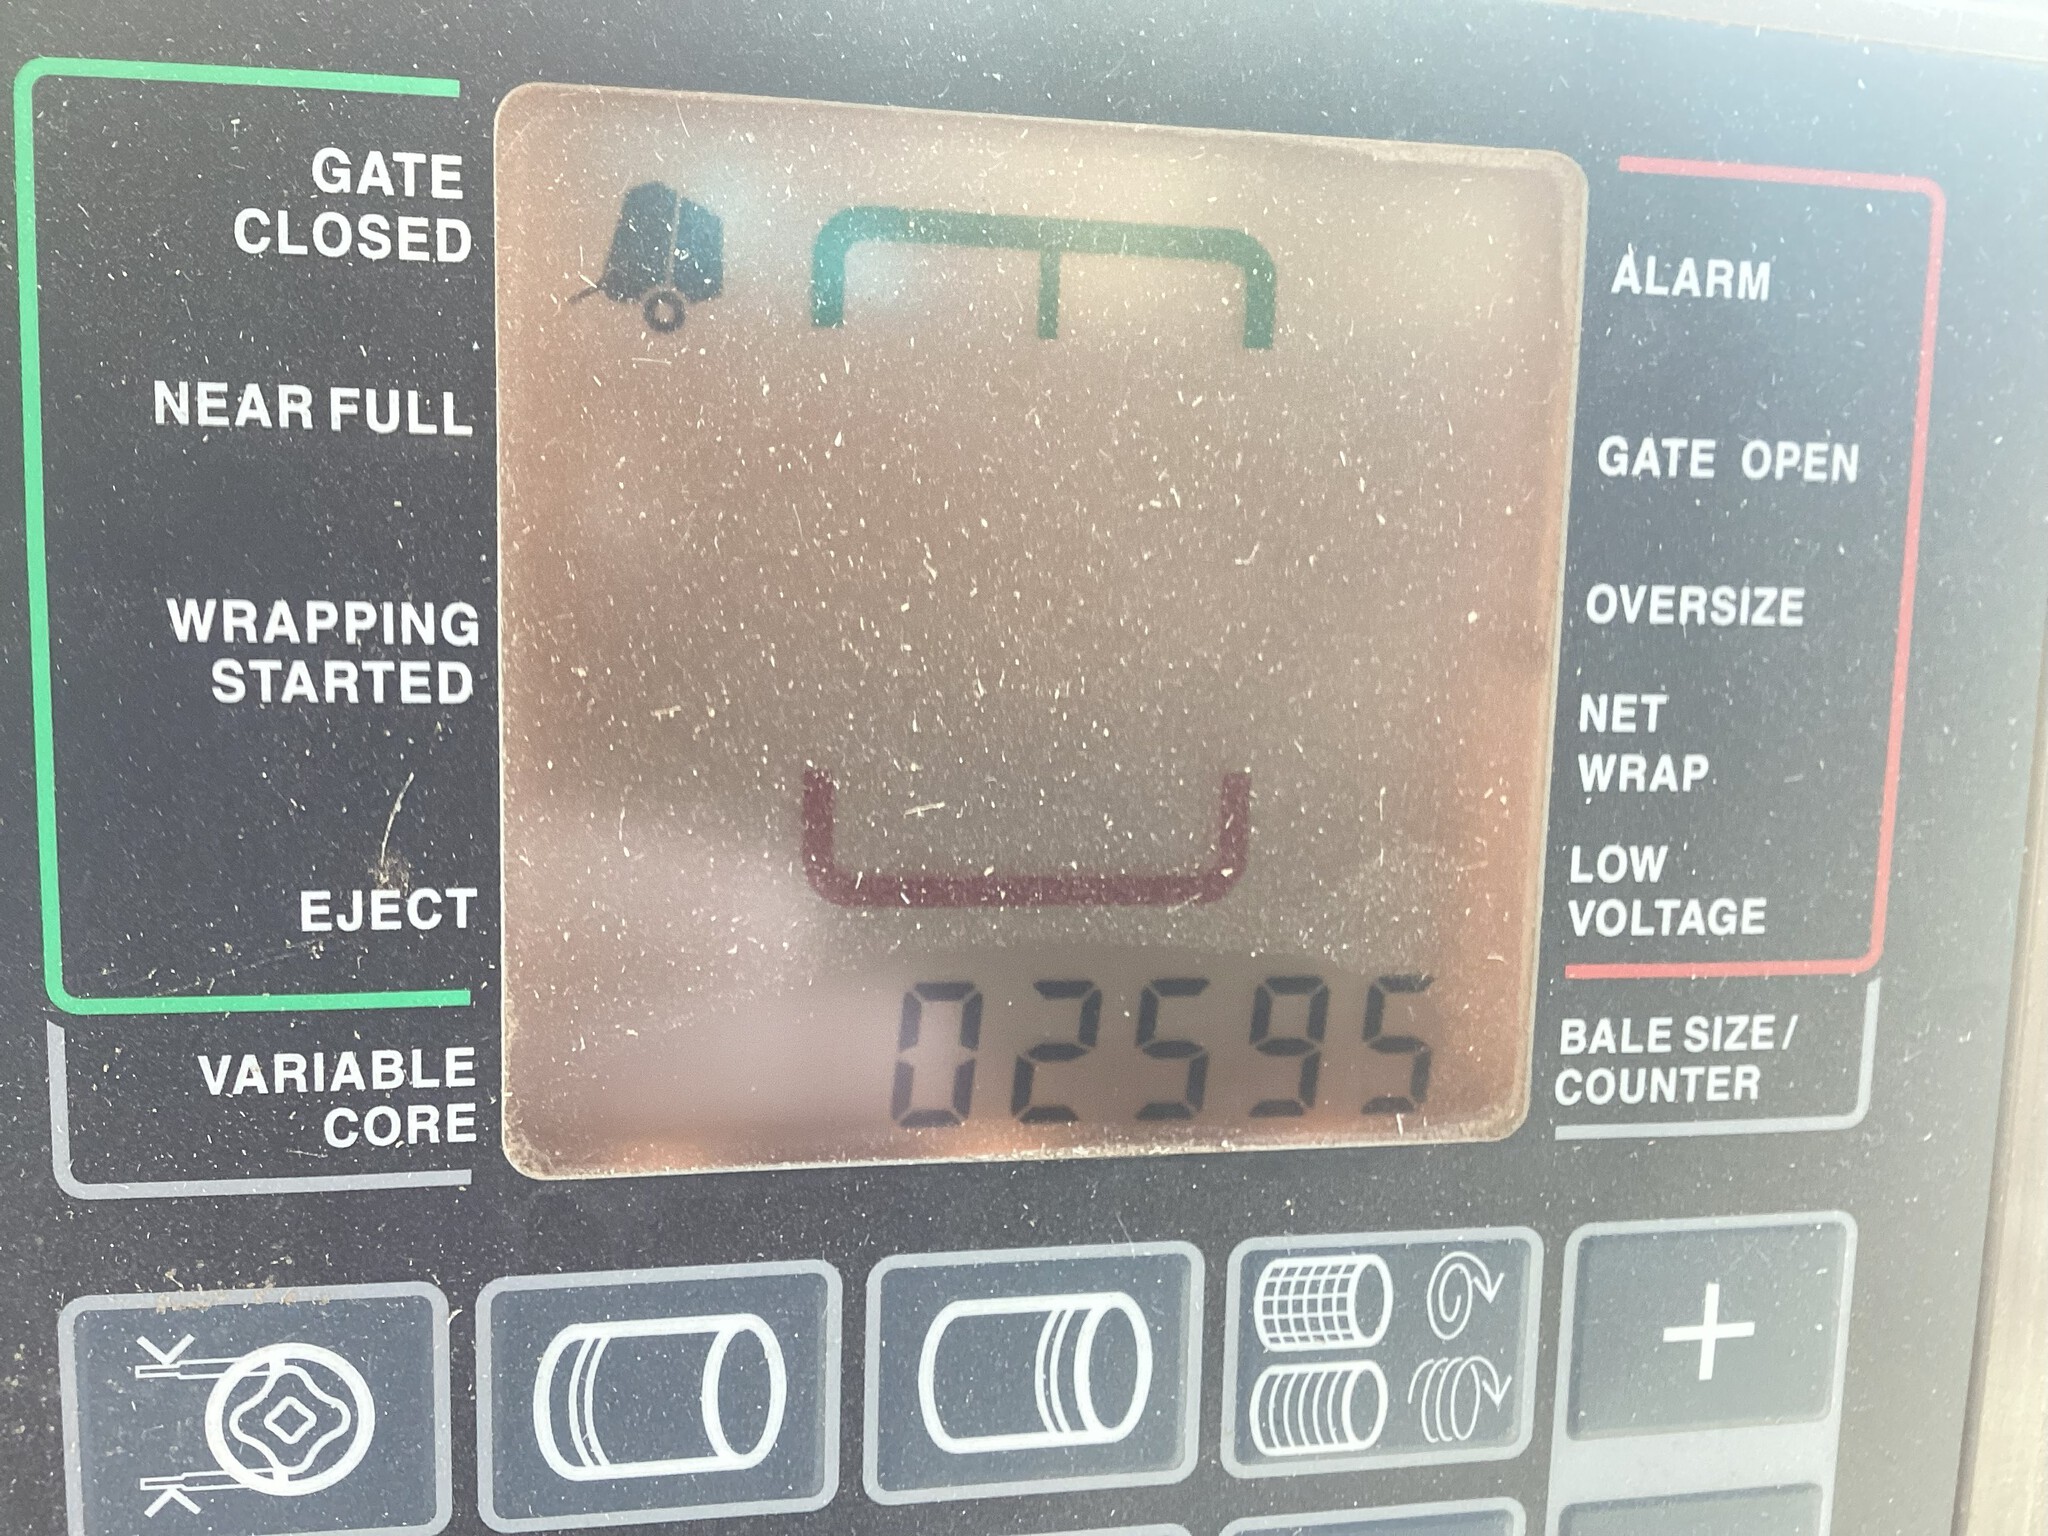 GATE
CLOSED
NEAR FULL
WRAPPING
STARTED
EJECT
VARIABLE
CORE
02595
ALARM
GATE OPEN
OVERSIZE
NET
WRAP
LOW
VOLTAGE
BALE SIZE /
COUNTER
+